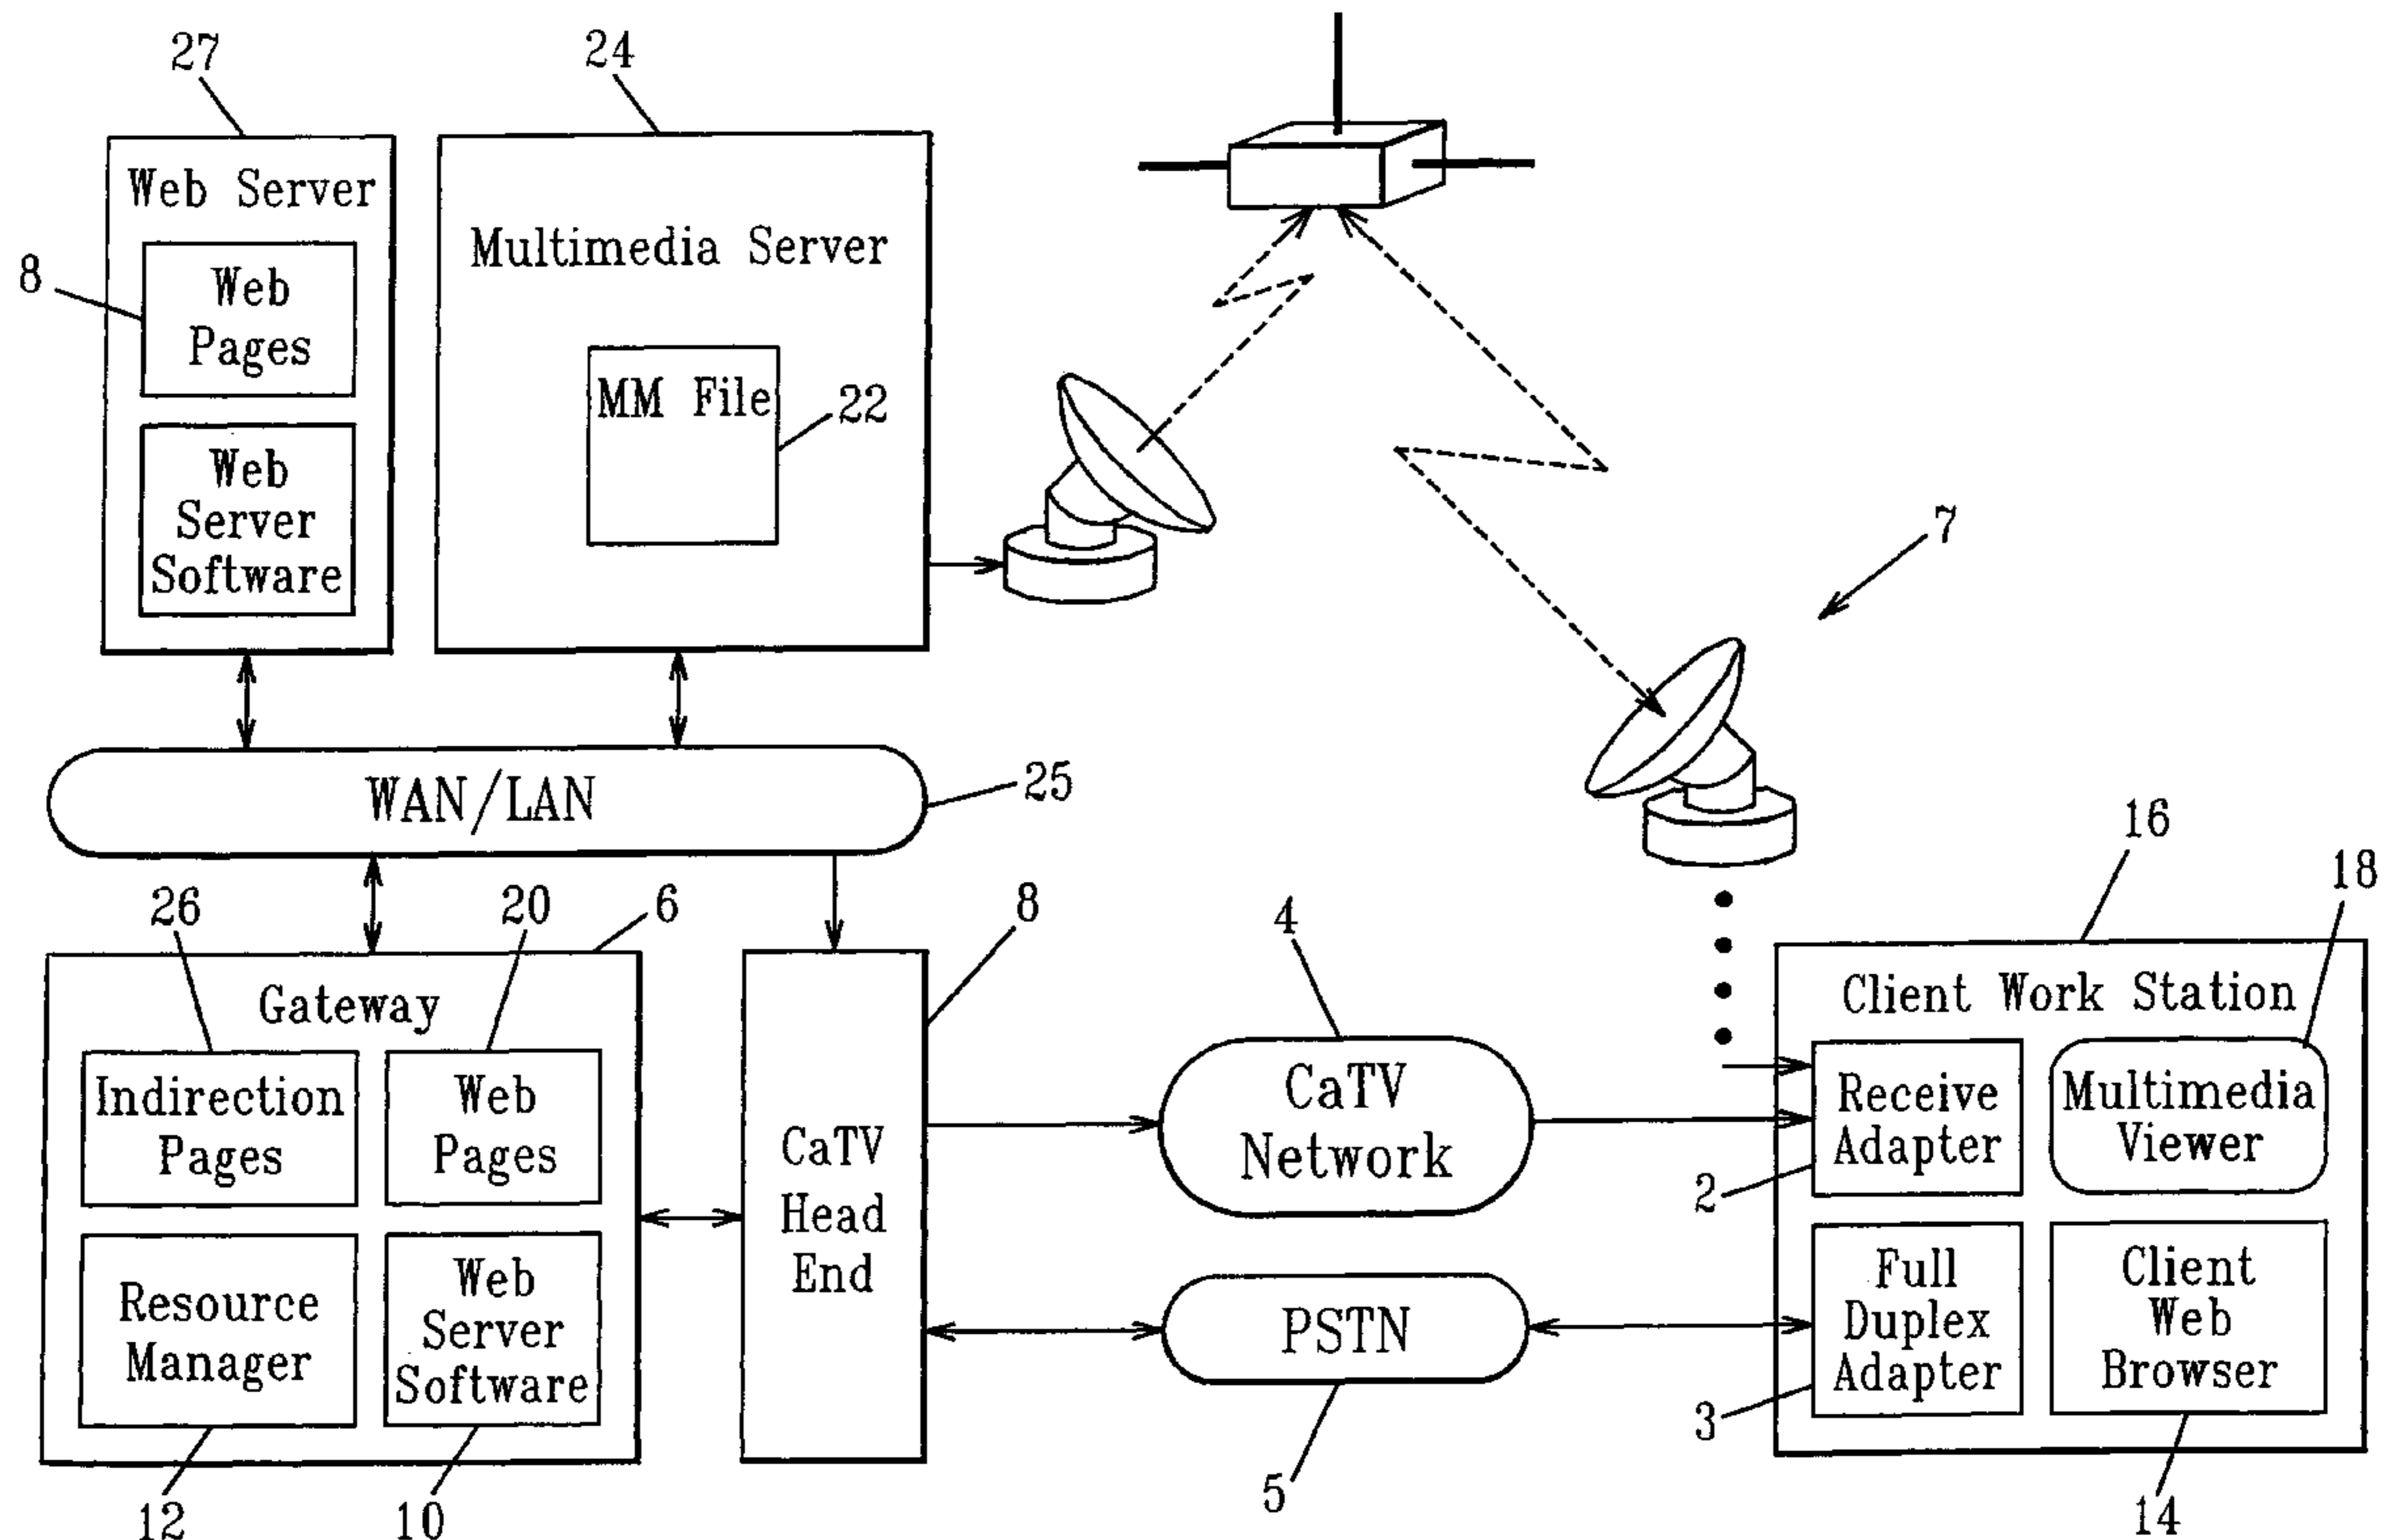 27
24
Web Server
8
Web
Pages
Web
Server
Software
Multimedia Server
MM File
22
7
WAN/LAN
25
26
20
6
8
4
16
18
Gateway
Indirection
Pages
Web
Pages
Resource
Manager
Web
Server
Software
12
10
CaTV
Head
End
CaTV
Network
PSTN
5
Client Work Station
Receive
Adapter
2
Multimedia
Viewer
Full
Duplex
Adapter
3
Client
Web
Browser
14